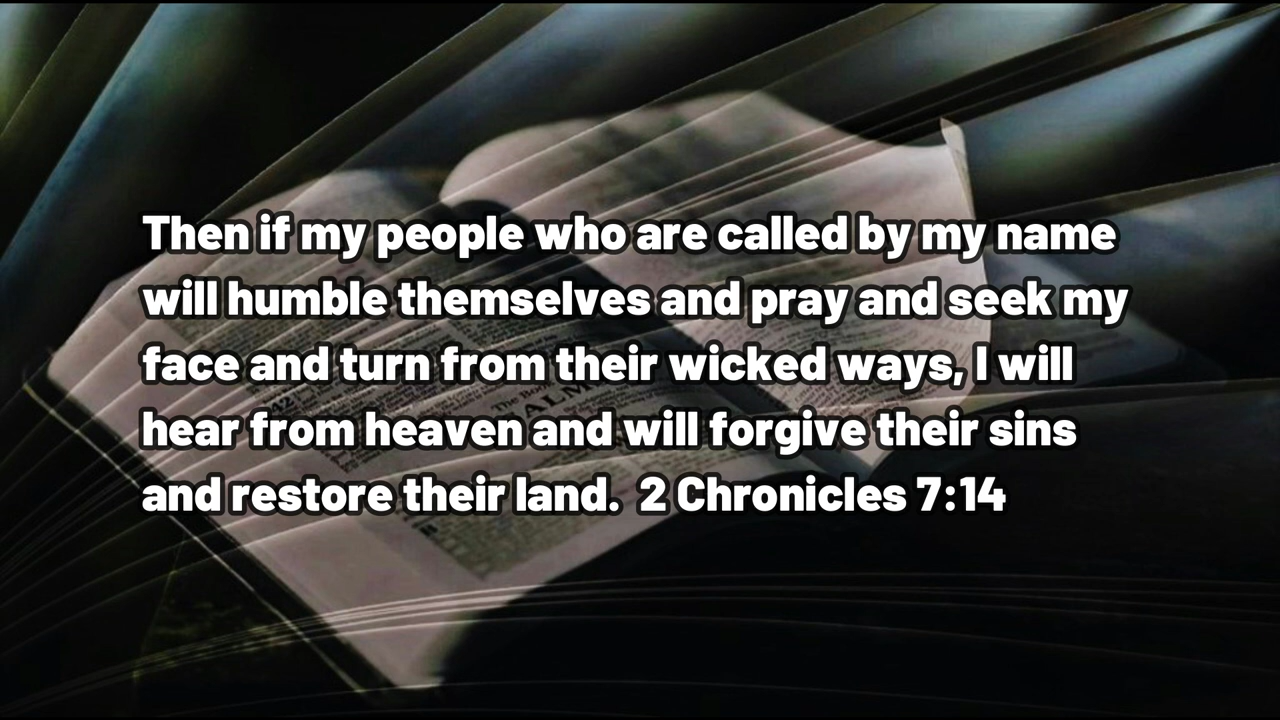 Then if my people who are called by my name
will humble themselves and pray and seek my
face and turn from their wicked ways, I will
hear from heaven and will forgive their sins
and restore their land.  2 Chronicles 7:14